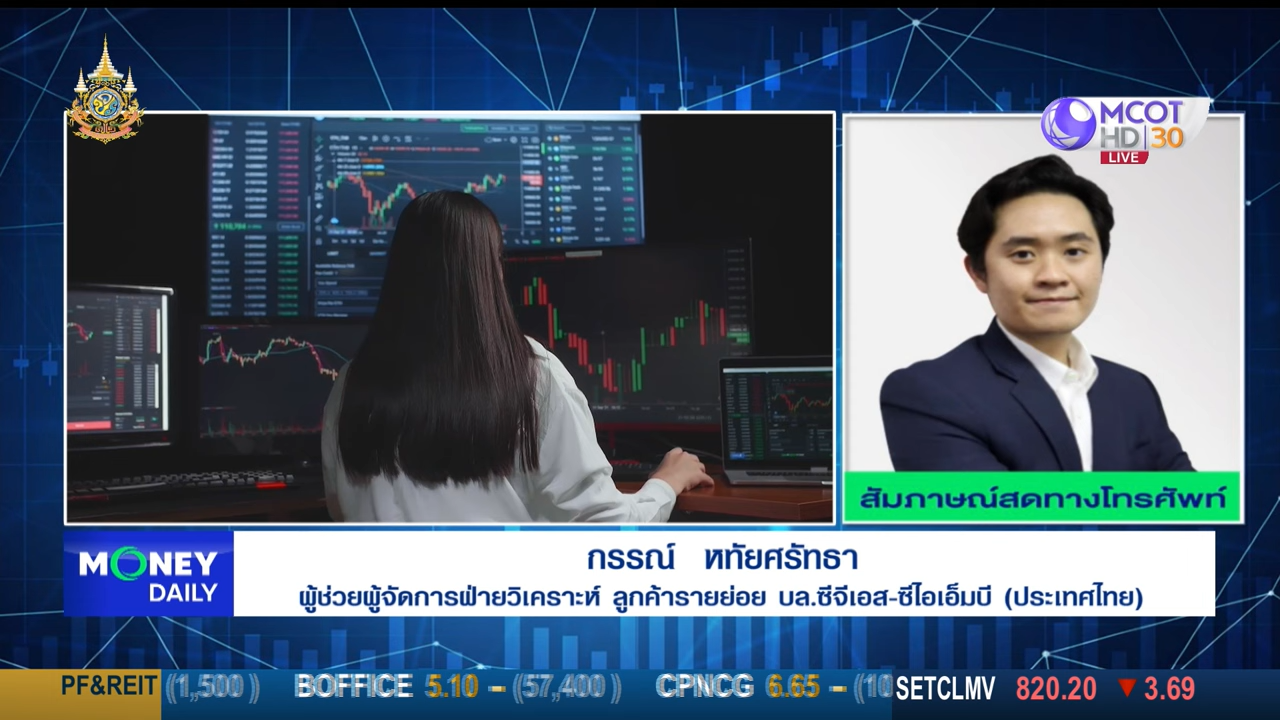 MCOT
HD 30
LIVE
สัมภาษณ์สดทางโทรศัพท์
MONEY
DAILY
กรรณ์ หทัยศรัทธา
ผู้ช่วยผู้จัดการฝ่ายวิเคราะห์ ลูกค้ารายย่อย บล.ซีจีเอส-ซีไอเอ็มบี (ประเทศไทย)
PF&REIT (1,500) BOFFICE 5.10 – (57,400) CPNCG 6.65 – (10 SETCLMV 820.20 ▼ 3.69